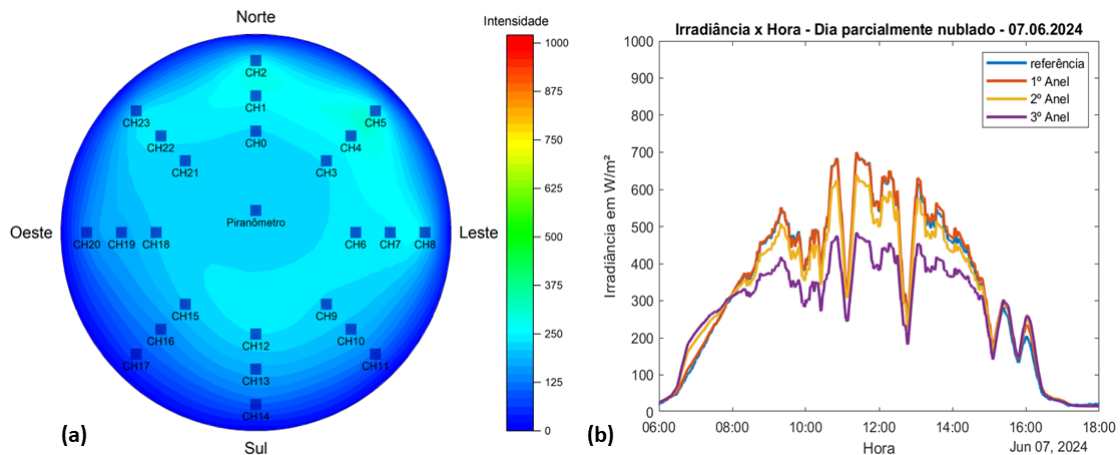 Norte
Intensidade
CH2
CH1
CH0
CH23
CH22
CH21
CH5
CH4
CH3
Piranômetro
Oeste
CH20
CH19
CH18
CH6
CH7
CH8
Leste
CH15
CH16
CH17
CH9
CH10
CH11
CH12
CH13
CH14
Sul
(a)
1000
875
750
625
500
375
250
125
0
Irradiância x Hora - Dia parcialmente nublado - 07.06.2024
referência
1º Anel
2º Anel
3º Anel
Irradiância em W/m²
1000
900
800
700
600
500
400
300
200
100
0
06:00
08:00
10:00
12:00
14:00
16:00
18:00
Hora
Jun 07, 2024
(b)